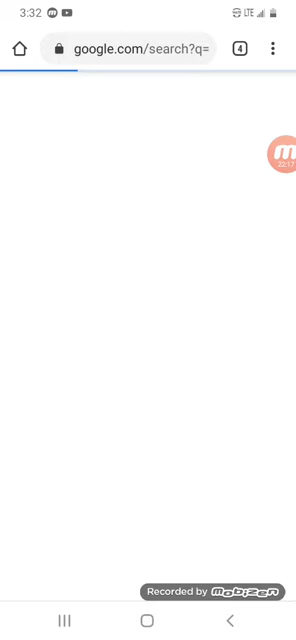 3:32 m LTE
google.com/search?q= 4
m
22:17
Recorded by mobizen